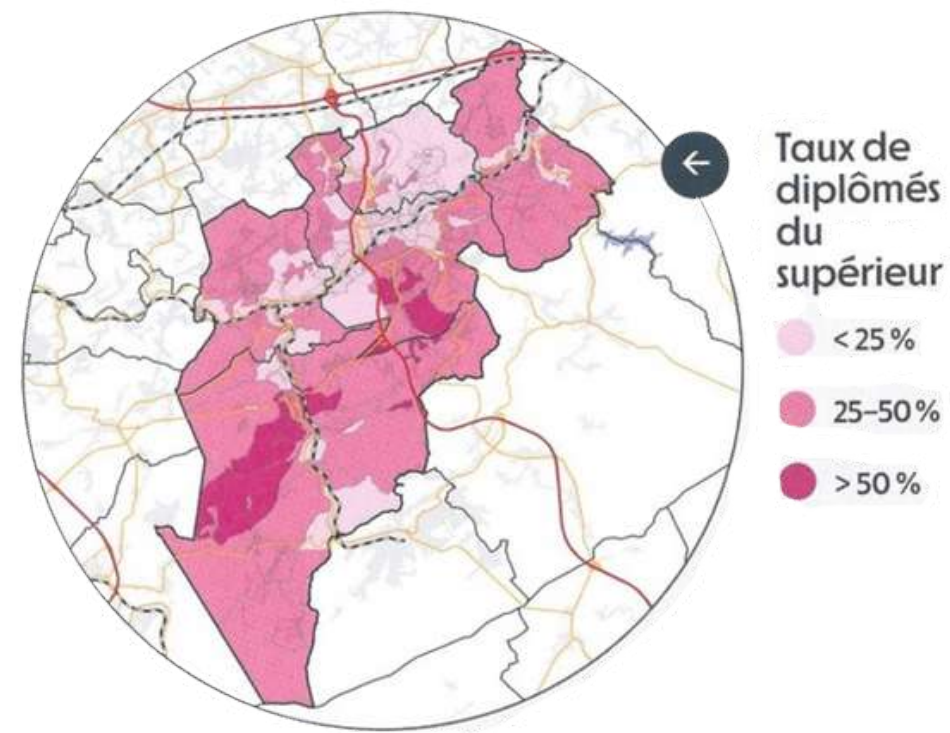 Taux de
diplômés
du
supérieur
< 25 %
25–50 %
> 50 %